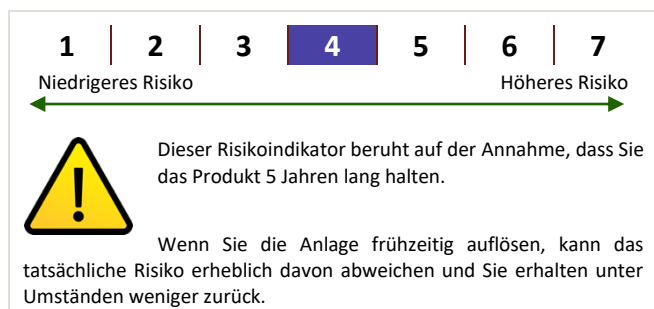 1 2 3 4 5 6 7
Niedrigeres Risiko Höheres Risiko
Dieser Risikoindikator beruht auf der Annahme, dass Sie
das Produkt 5 Jahren lang halten.
Wenn Sie die Anlage frühzeitig auflösen, kann das
tatsächliche Risiko erheblich davon abweichen und Sie erhalten unter
Umständen weniger zurück.